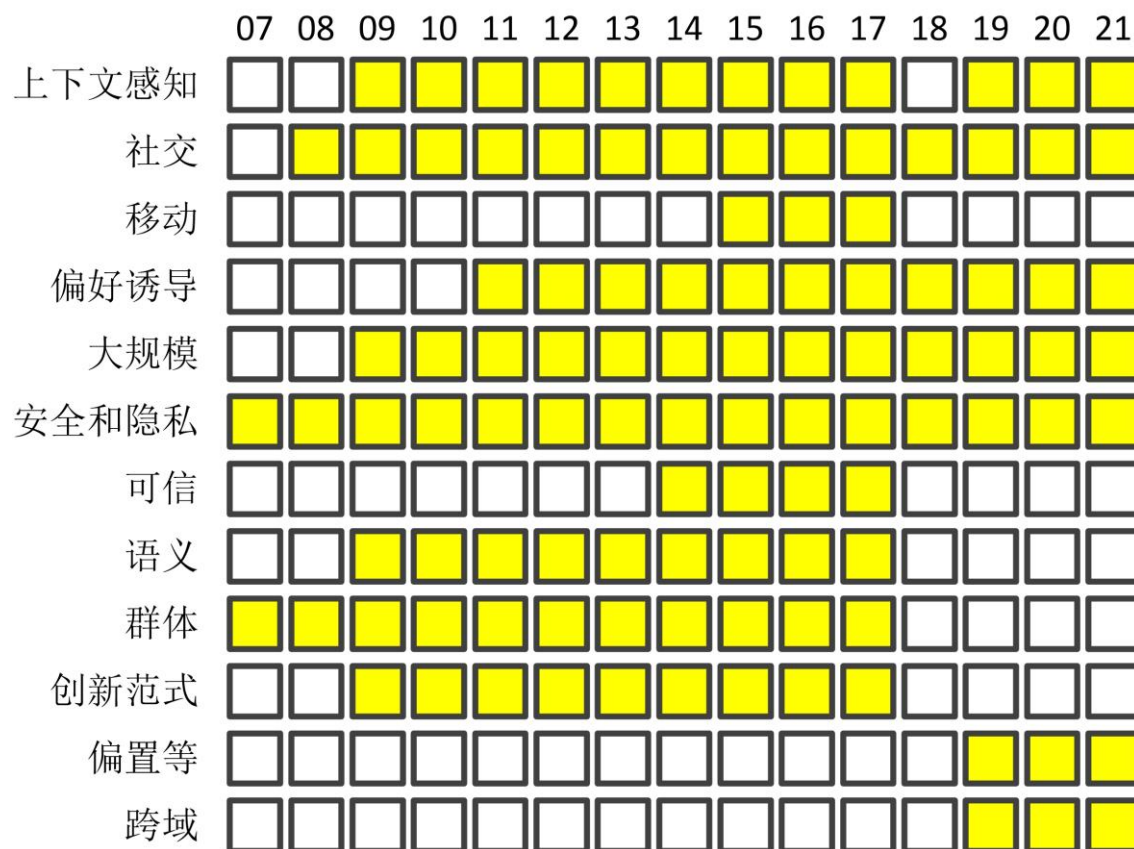 07 08 09 10 11 12 13 14 15 16 17 18 19 20 21
上下文感知
社交
移动
偏好诱导
大规模
安全和隐私
可信
语义
群体
创新范式
偏置等
跨域